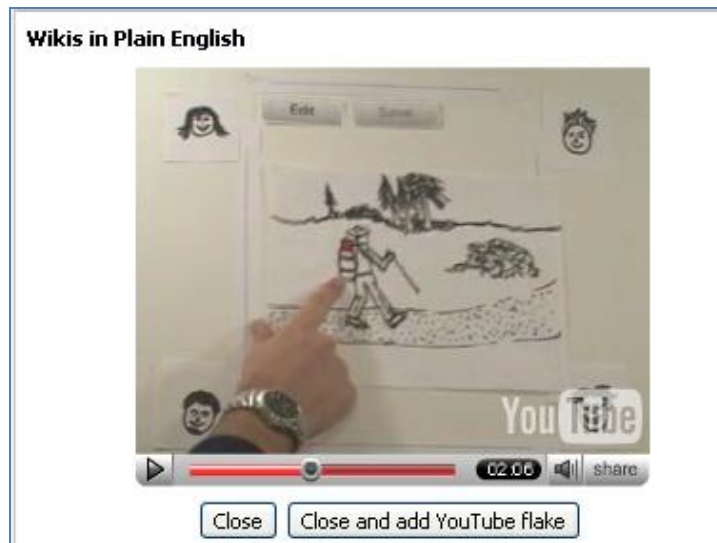 Wikis in Plain English
Edit Save
YouTube
02:06 share
Close Close and add YouTube flake